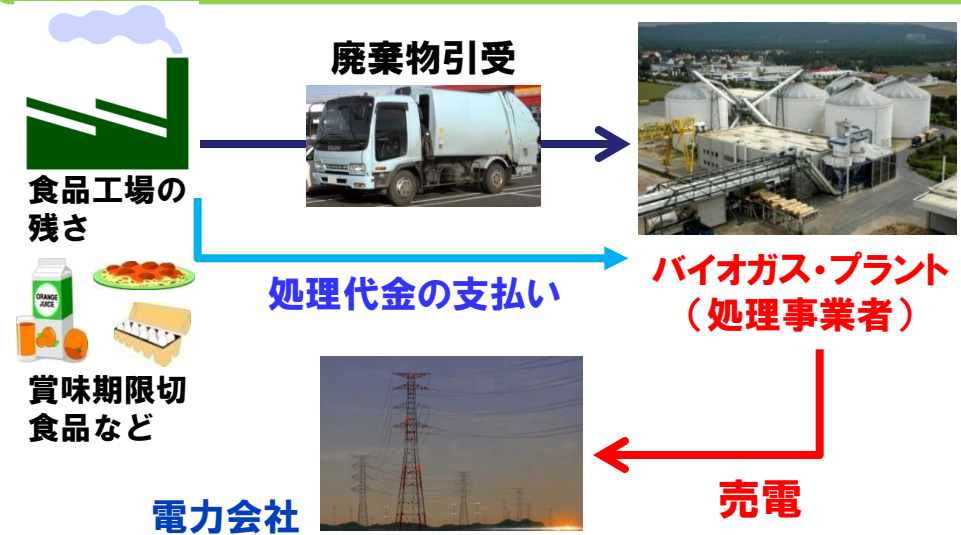 廃棄物引受
食品工場の
残さ
処理代金の支払い
バイオガス・プラント
（処理事業者）
ORANGE
JUICE
賞味期限切
食品など
売電
電力会社